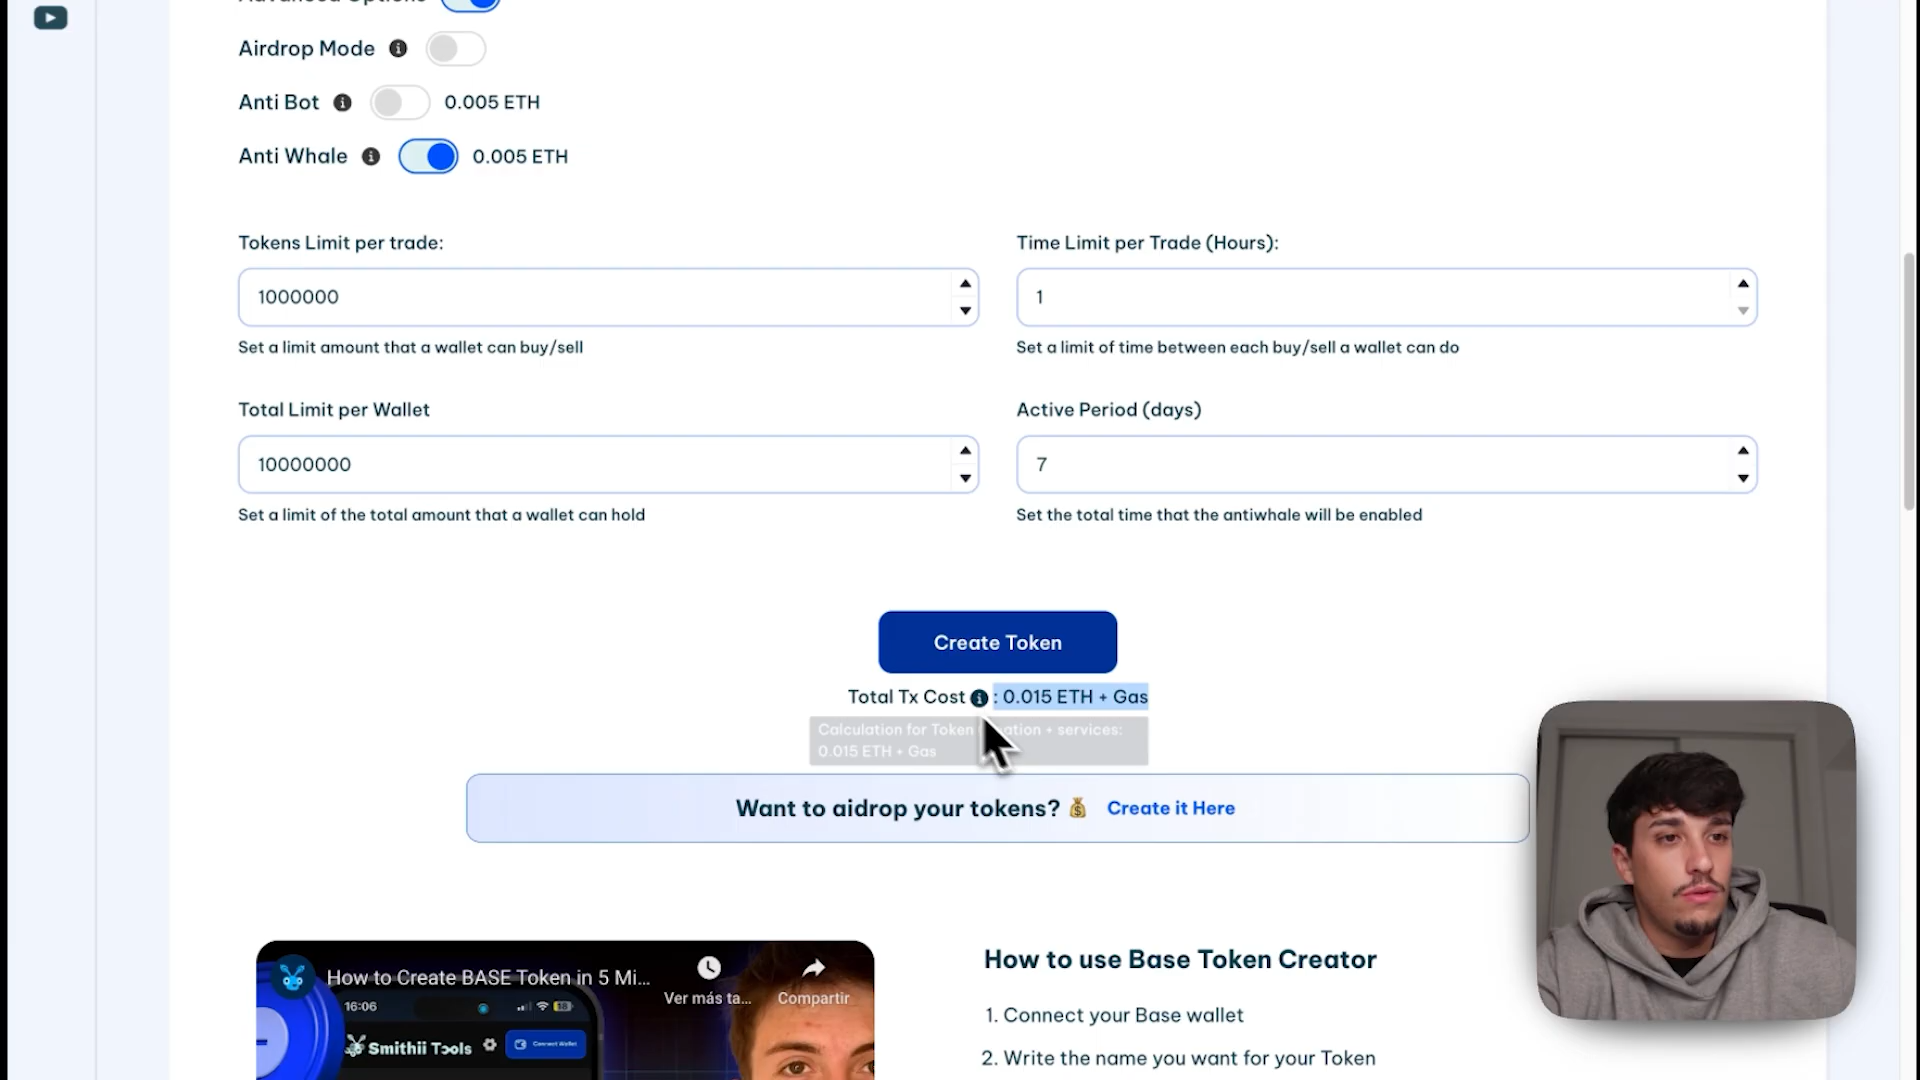 Advanced Options
Airdrop Mode
Anti Bot 0.005 ETH
Anti Whale 0.005 ETH
Tokens Limit per trade:
Time Limit per Trade (Hours):
1000000
1
Set a limit amount that a wallet can buy/sell
Set a limit of time between each buy/sell a wallet can do
Total Limit per Wallet
Active Period (days)
10000000
7
Set a limit of the total amount that a wallet can hold
Set the total time that the antiwhale will be enabled
Create Token
Total Tx Cost : 0.015 ETH + Gas
Calculation for Token + services:
0.015 ETH + Gas
Want to aidrop your tokens? 💰 Create it Here
How to Create BASE Token in 5 Mi...
Ver más ta...
Compartir
16:06
18
Smithii Tools
Connect Wallet
How to use Base Token Creator
1. Connect your Base wallet
2. Write the name you want for your Token